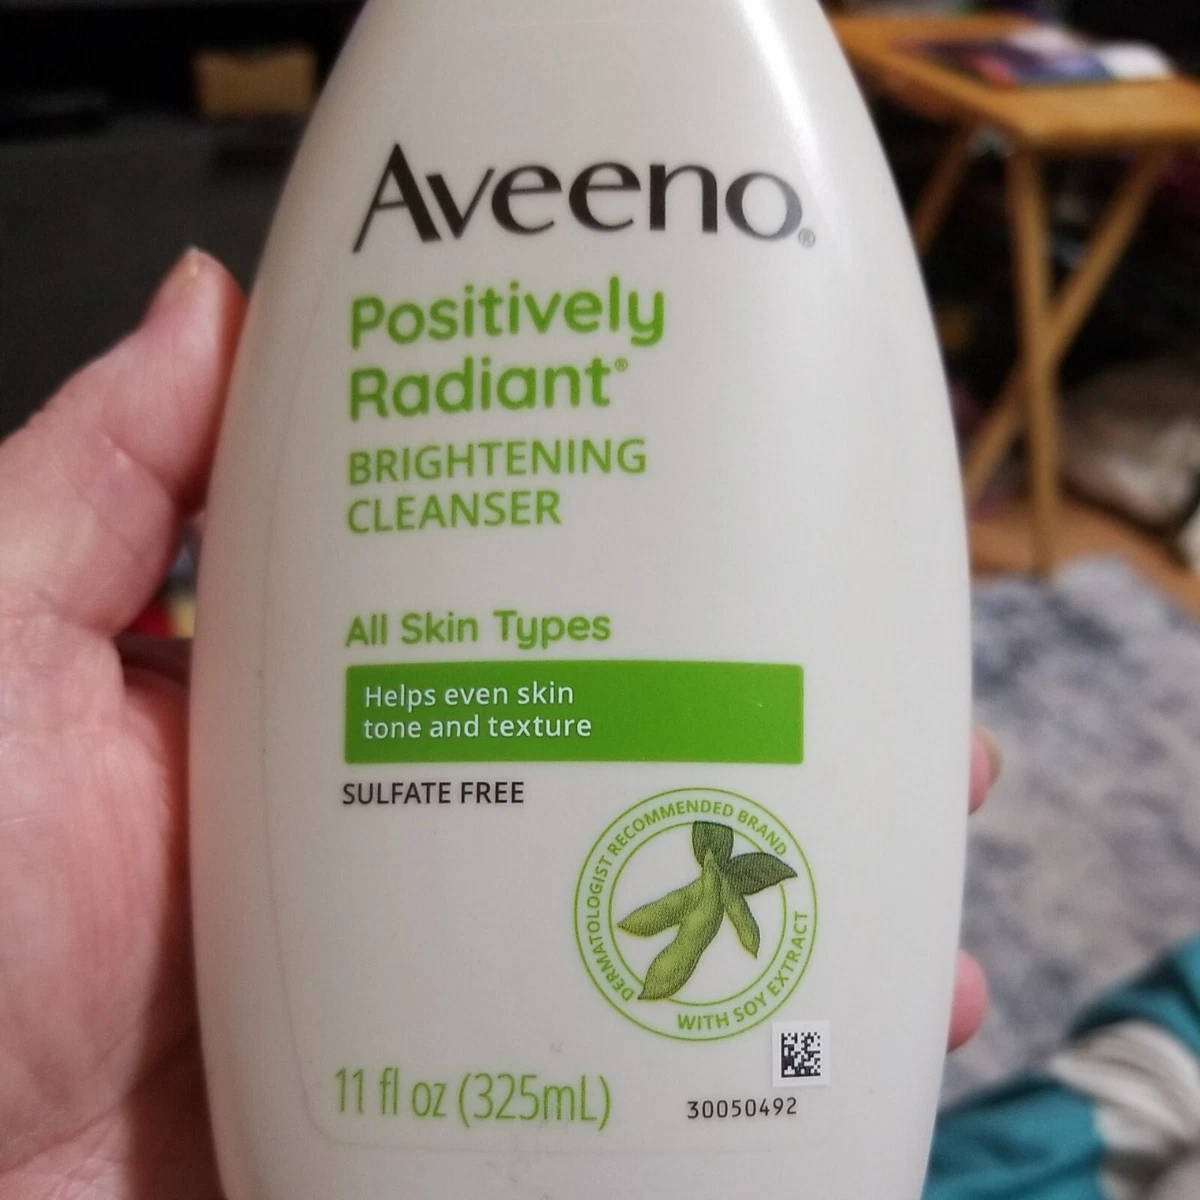 Aveeno®
Positively
Radiant®
BRIGHTENING
CLEANSER
All Skin Types
Helps even skin
tone and texture
SULFATE FREE
DERMATOLOGIST RECOMMENDED BRAND
WITH SOY EXTRACT
11 fl oz (325mL)
30050492